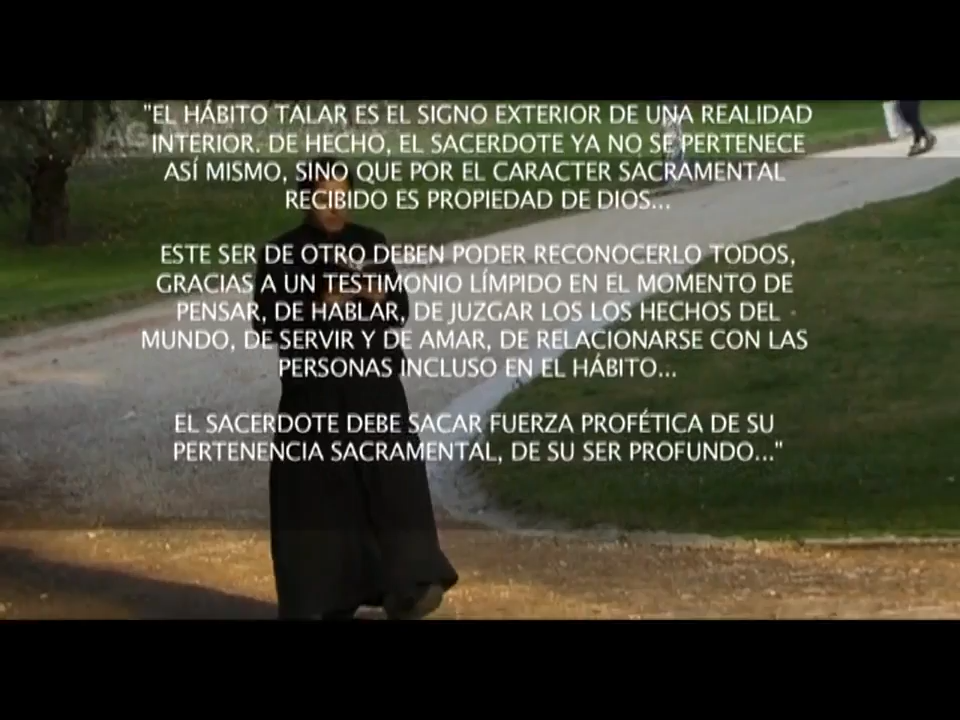 "EL HÁBITO TALAR ES EL SIGNO EXTERIOR DE UNA REALIDAD
INTERIOR. DE HECHO, EL SACERDOTE YA NO SE PERTENECE
ASÍ MISMO, SINO QUE POR EL CARACTER SACRAMENTAL
RECIBIDO ES PROPIEDAD DE DIOS...
ESTE SER DE OTRO DEBEN PODER RECONOCERLO TODOS,
GRACIAS A UN TESTIMONIO LÍMPIDO EN EL MOMENTO DE
PENSAR, DE HABLAR, DE JUZGAR LOS LOS HECHOS DEL
MUNDO, DE SERVIR Y DE AMAR, DE RELACIONARSE CON LAS
PERSONAS INCLUSO EN EL HÁBITO...
EL SACERDOTE DEBE SACAR FUERZA PROFÉTICA DE SU
PERTENENCIA SACRAMENTAL, DE SU SER PROFUNDO..."